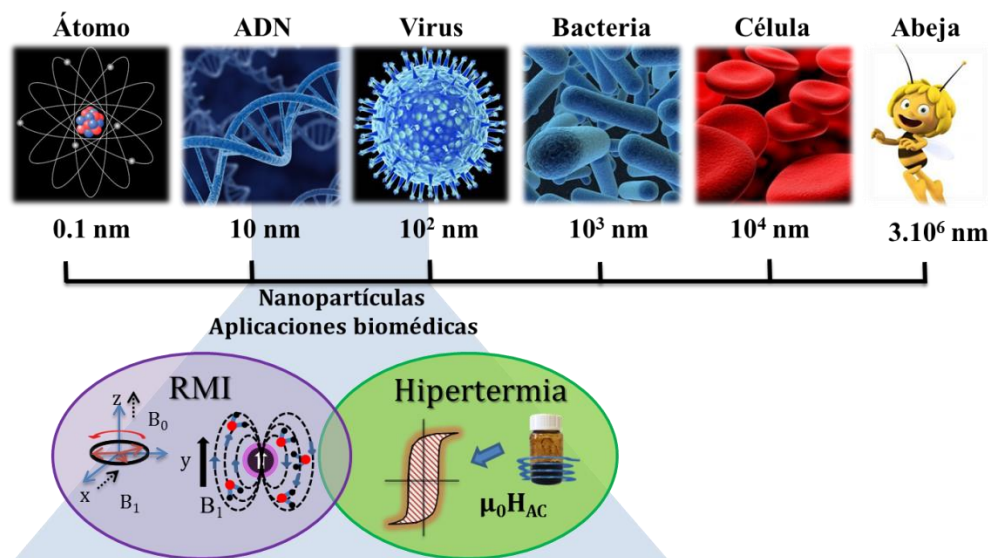 Átomo ADN Virus Bacteria Célula Abeja
0.1 nm 10 nm 10² nm 10³ nm 10⁴ nm 3.10⁶ nm
Nanopartículas
Aplicaciones biomédicas
RMI
Hipertermia
z
B₀
y
x
B₁
B₁
μ₀H_AC